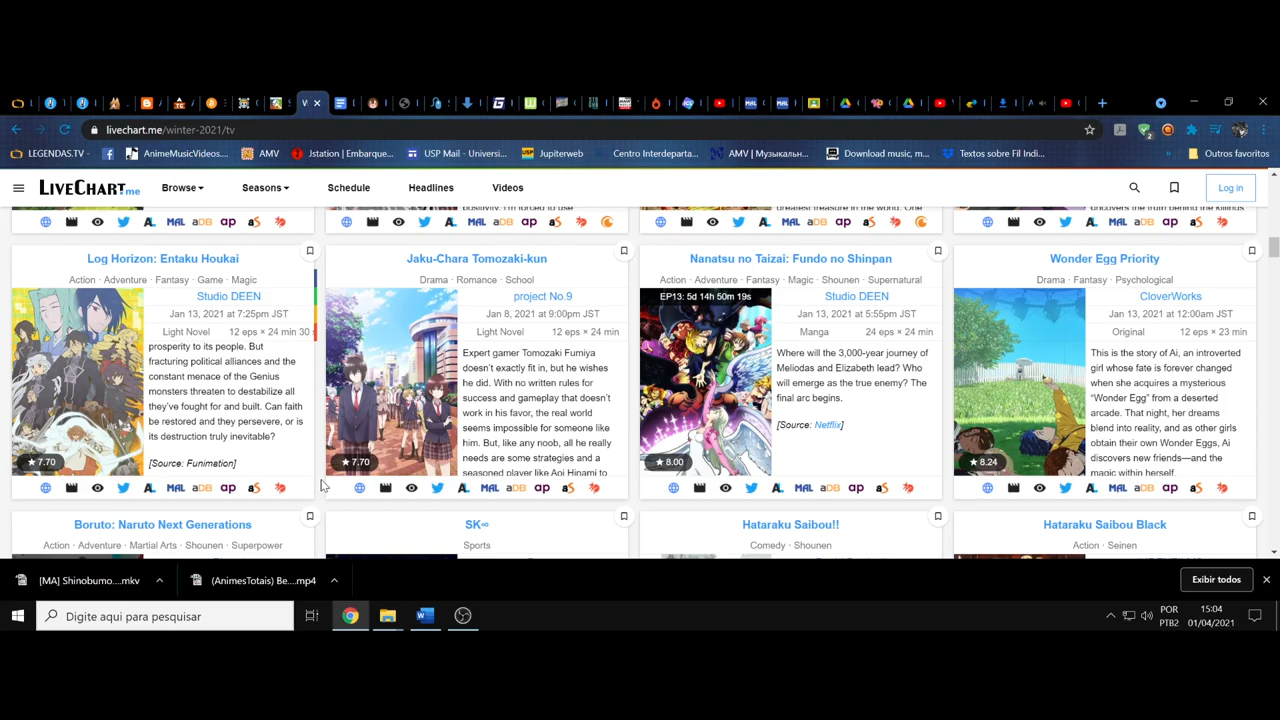 livechart.me/winter-2021/tv
LEGENDAS.TV -
AnimeMusicVideos....
AMV
Jstation | Embarque...
USP Mail - Universi...
Jupiterweb
Centro Interdeparta...
AMV | Музыкальн...
Download music, m...
Textos sobre Fil Indi...
Outros favoritos
LIVECHART.me
Browse
Seasons
Schedule
Headlines
Videos
Log in
Log Horizon: Entaku Houkai
Action · Adventure · Fantasy · Game · Magic
Studio DEEN
Jan 13, 2021 at 7:25pm JST
Light Novel 12 eps × 24 min 30
prosperity to its people. But
fracturing political alliances and the
constant menace of the Genius
monsters threaten to destabilize all
they've fought for and built. Can faith
be restored and they persevere, or is
its destruction truly inevitable?
[Source: Funimation]
7.70
Jaku-Chara Tomozaki-kun
Drama · Romance · School
project No.9
Jan 8, 2021 at 9:00pm JST
Light Novel 12 eps × 24 min
Expert gamer Tomozaki Fumiya
doesn't exactly fit in, but he wishes
he did. With no written rules for
success and gameplay that doesn't
work in his favor, the real world
seems impossible for someone like
him. But, like any noob, all he really
needs are some strategies and a
seasoned player like Aoi Hinami to
7.70
Nanatsu no Taizai: Fundo no Shinpan
Action · Adventure · Fantasy · Magic · Shounen · Supernatural
EP13: 5d 14h 50m 19s
Studio DEEN
Jan 13, 2021 at 5:55pm JST
Manga 24 eps × 24 min
Where will the 3,000-year journey of
Meliodas and Elizabeth lead? Who
will emerge as the true enemy? The
final arc begins.
[Source: Netflix]
8.00
Wonder Egg Priority
Drama · Fantasy · Psychological
CloverWorks
Jan 13, 2021 at 12:00am JST
Original 12 eps × 23 min
This is the story of Ai, an introverted
girl whose fate is forever changed
when she acquires a mysterious
"Wonder Egg" from a deserted
arcade. That night, her dreams
blend into reality, and as other girls
obtain their own Wonder Eggs, Ai
discovers new friends—and the
magic within herself.
8.24
Boruto: Naruto Next Generations
Action · Adventure · Martial Arts · Shounen · Superpower
SK∞
Sports
Hataraku Saibou!!
Comedy · Shounen
Hataraku Saibou Black
Action · Seinen
[MA] Shinobumo....mkv
(AnimesTotais) Be....mp4
Exibir todos
Digite aqui para pesquisar
POR
PTB2
15:04
01/04/2021